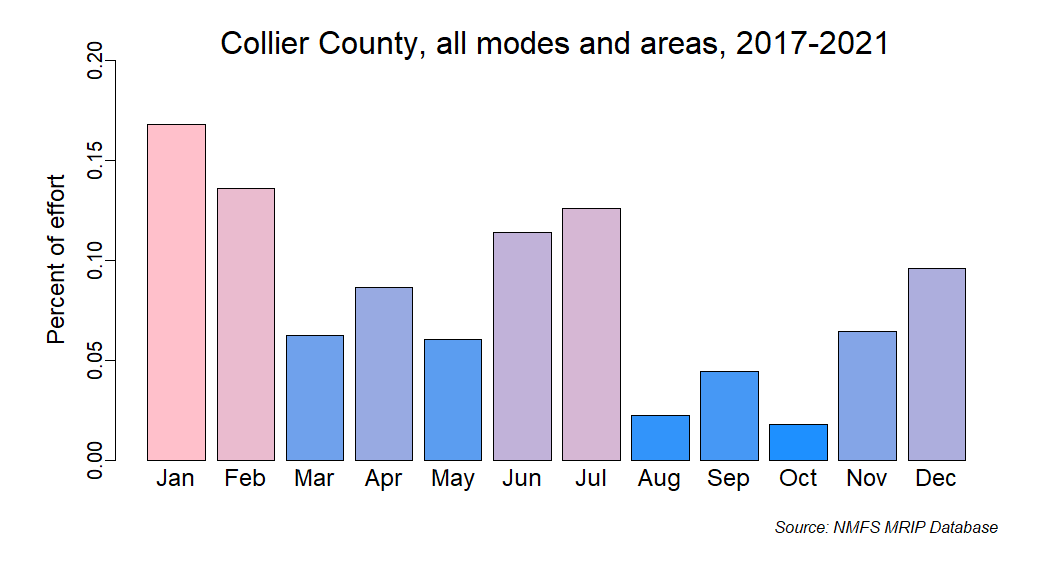 Collier County, all modes and areas, 2017-2021
Percent of effort
0.20
0.15
0.10
0.05
0.00
Jan Feb Mar Apr May Jun Jul Aug Sep Oct Nov Dec
Source: NMFS MRIP Database